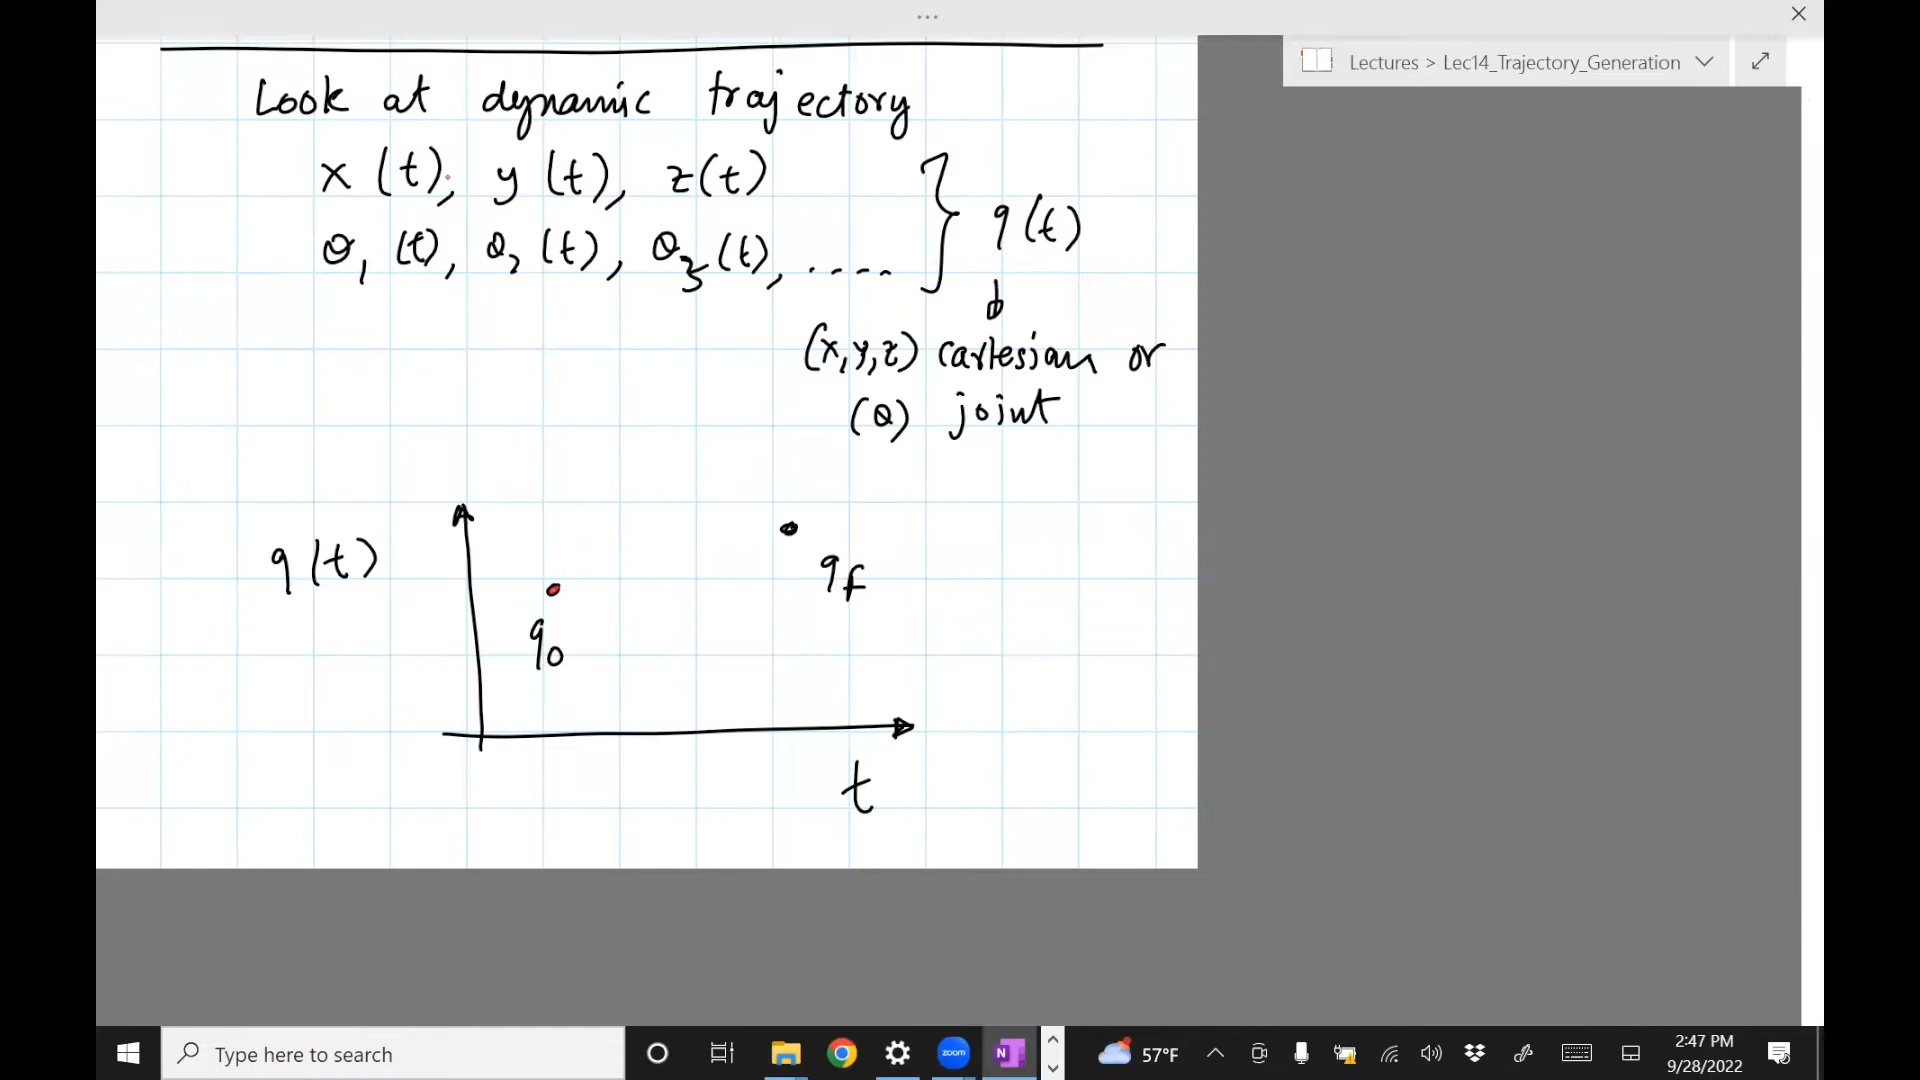 Lectures > Lec14_Trajectory_Generation
Look at dynamic trajectory
x (t), y (t), z(t)
θ₁ (t), θ₂ (t), θ₃ (t), .....
q (t)
(x,y,z) cartesian or
(θ) joint
q (t)
q₀
qf
t
Type here to search
zoom
N
57°F
2:47 PM
9/28/2022